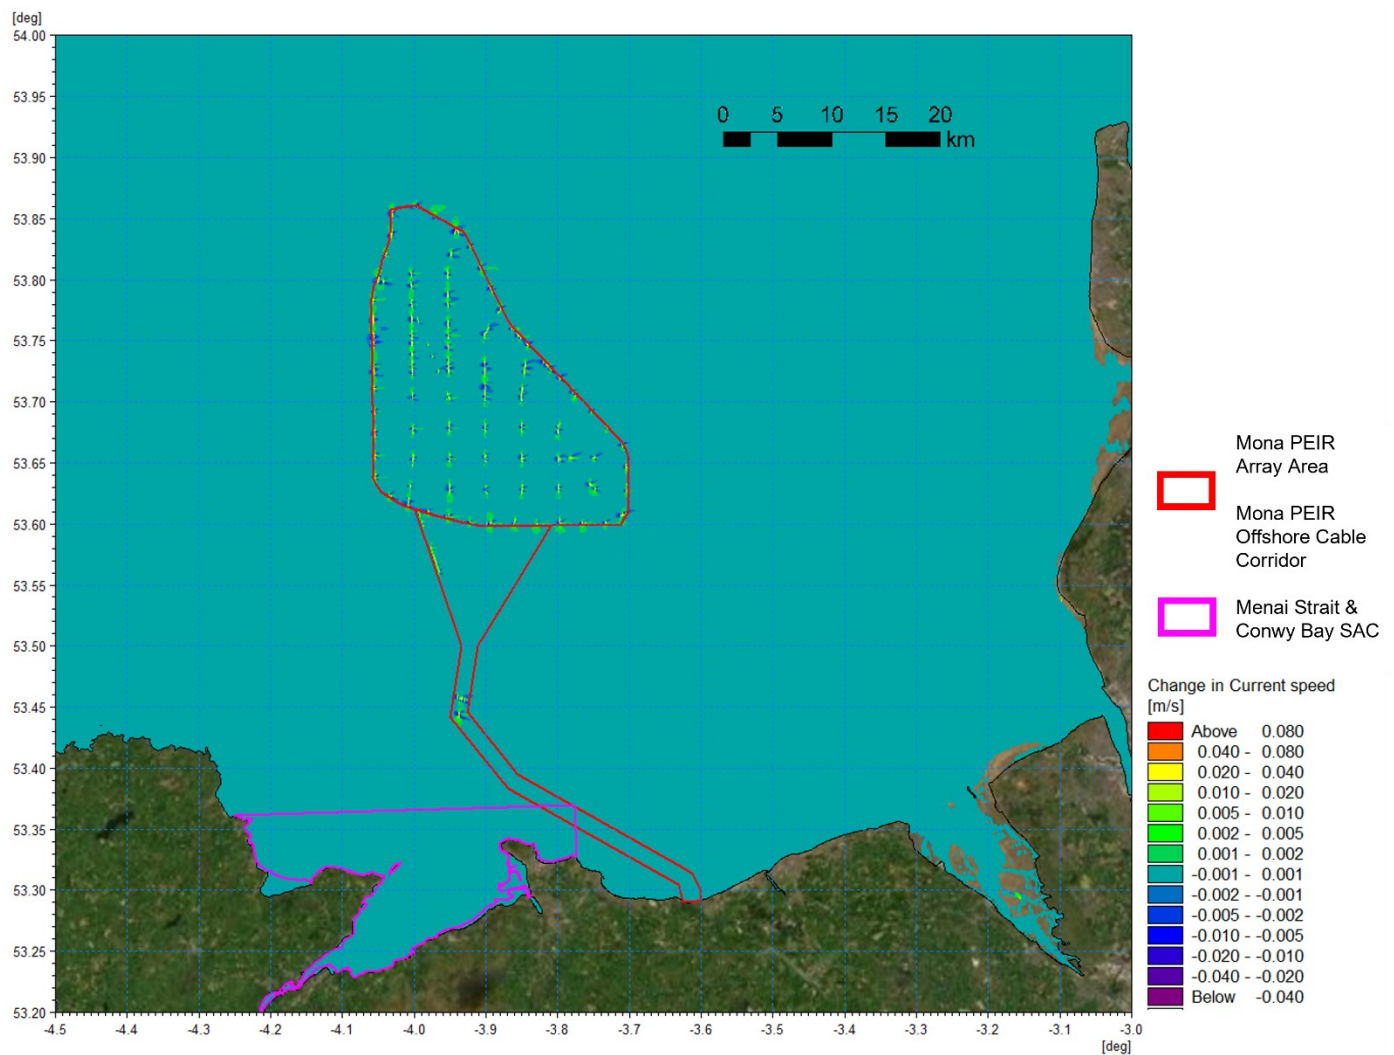 [deg]
54.00
53.95
53.90
53.85
53.80
53.75
53.70
53.65
53.60
53.55
53.50
53.45
53.40
53.35
53.30
53.25
53.20
0 5 10 15 20
km
-4.5 -4.4 -4.3 -4.2 -4.1 -4.0 -3.9 -3.8 -3.7 -3.6 -3.5 -3.4 -3.3 -3.2 -3.1 -3.0
[deg]
Mona PEIR
Array Area
Mona PEIR
Offshore Cable
Corridor
Menai Strait &
Conwy Bay SAC
Change in Current speed
[m/s]
Above 0.080
0.040 - 0.080
0.020 - 0.040
0.010 - 0.020
0.005 - 0.010
0.002 - 0.005
0.001 - 0.002
-0.001 - 0.001
-0.002 - -0.001
-0.005 - -0.002
-0.010 - -0.005
-0.020 - -0.010
-0.040 - -0.020
Below -0.040